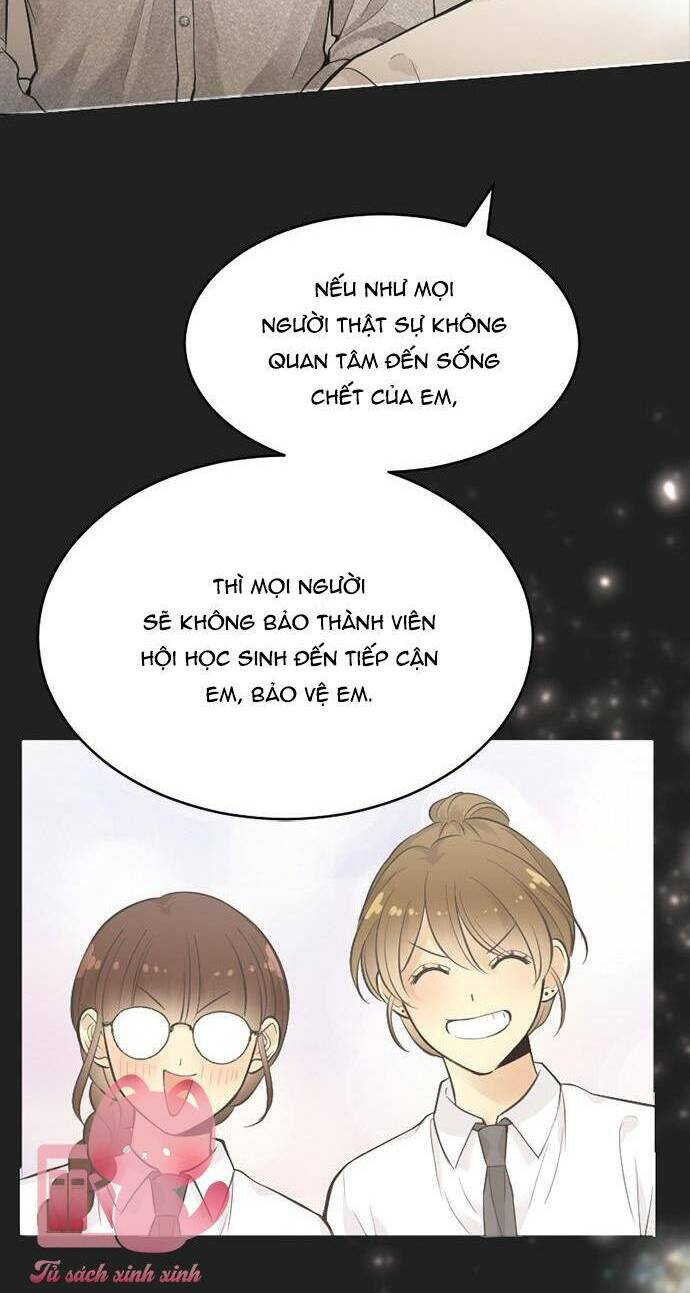 NẾU NHƯ MỌI
NGƯỜI THẬT SỰ KHÔNG
QUAN TÂM ĐẾN SỐNG
CHẾT CỦA EM,
THÌ MỌI NGƯỜI
SẼ KHÔNG BẢO THÀNH VIÊN
HỘI HỌC SINH ĐẾN TIẾP CẬN
EM, BẢO VỆ EM.
Tủ sách xinh xinh